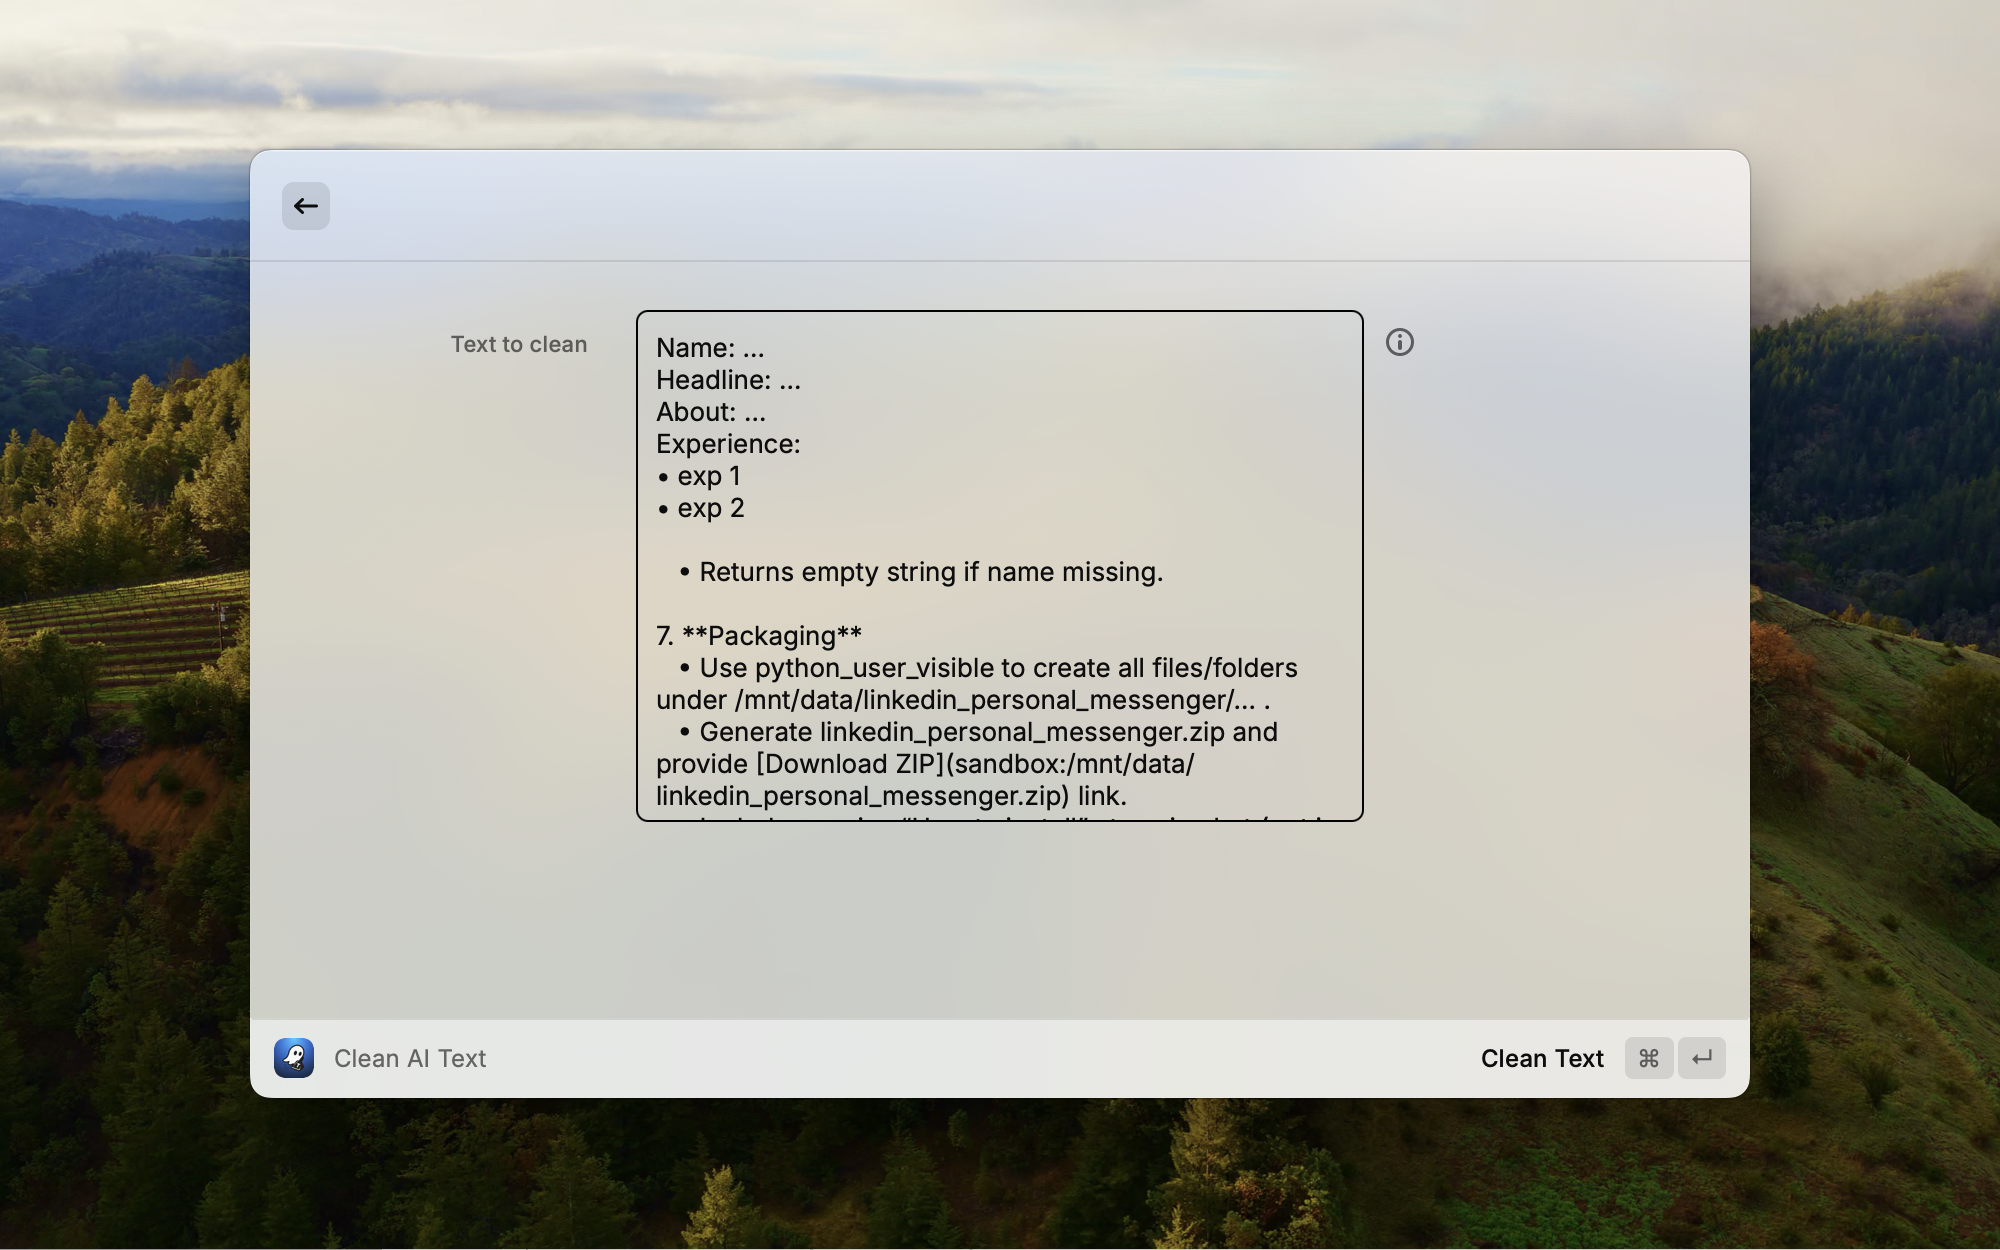 Text to clean
Name: ...
Headline: ...
About: ...
Experience:
• exp 1
• exp 2
• Returns empty string if name missing.
7. **Packaging**
• Use python_user_visible to create all files/folders
under /mnt/data/linkedin_personal_messenger/... .
• Generate linkedin_personal_messenger.zip and
provide [Download ZIP](sandbox:/mnt/data/
linkedin_personal_messenger.zip) link.
Clean AI Text
Clean Text ⌘ ↵